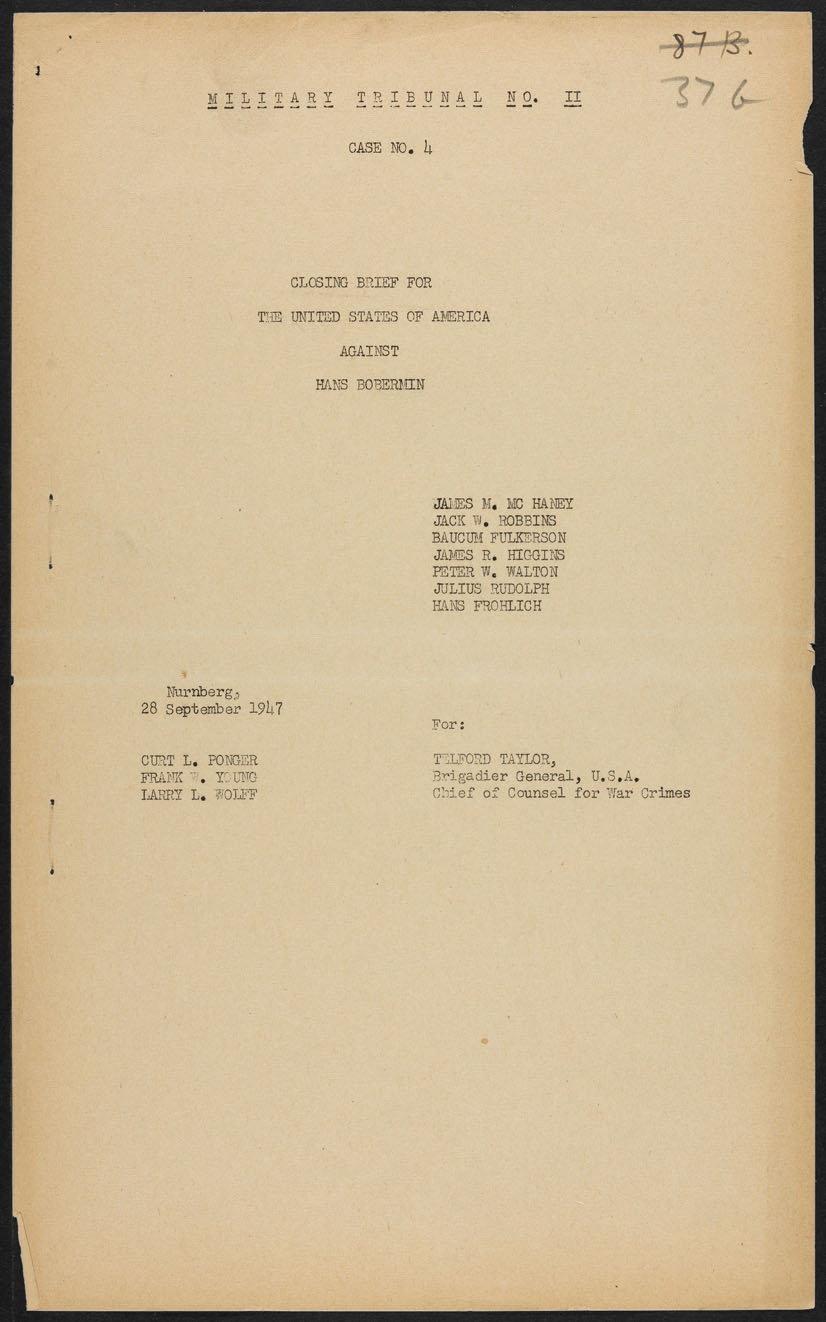 87 B.
37 b
MILITARY TRIBUNAL NO. II
CASE NO. 4
CLOSING BRIEF FOR
THE UNITED STATES OF AMERICA
AGAINST
HANS BOBERMIN
JAMES M. MC HANEY
JACK W. ROBBINS
BAUCUM FULKERSON
JAMES R. HIGGINS
PETER W. WALTON
JULIUS RUDOLPH
HANS FROHLICH
Nurnberg,
28 September 1947
For:
CURT L. PONGER
FRANK W. YOUNG
LARRY L. WOLFF
TELFORD TAYLOR,
Brigadier General, U.S.A.
Chief of Counsel for War Crimes